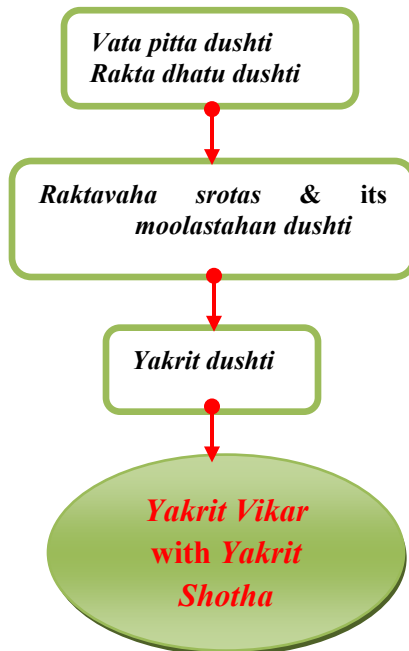 Vata pitta dushti
Rakta dhatu dushti
Raktavaha srotas & its
moolastahan dushti
Yakrit dushti
Yakrit Vikar
with Yakrit
Shotha